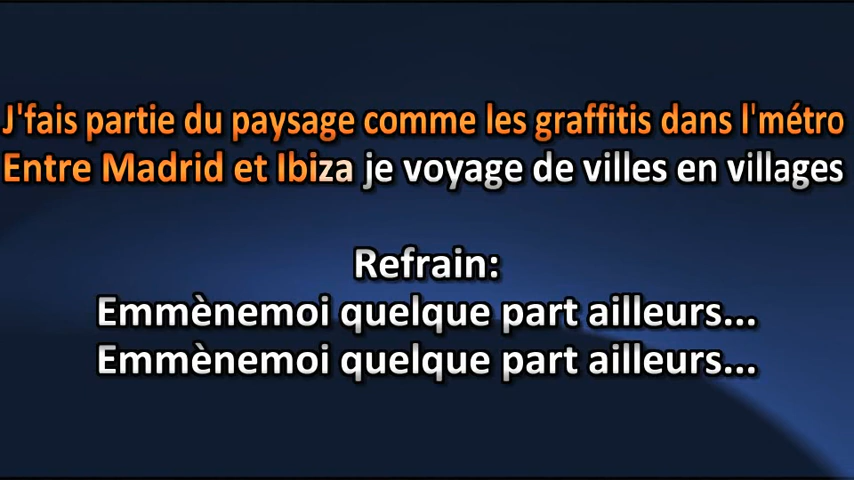 J'fais partie du paysage comme les graffitis dans l'métro
Entre Madrid et Ibiza je voyage de villes en villages
Refrain:
Emmènemoi quelque part ailleurs...
Emmènemoi quelque part ailleurs...